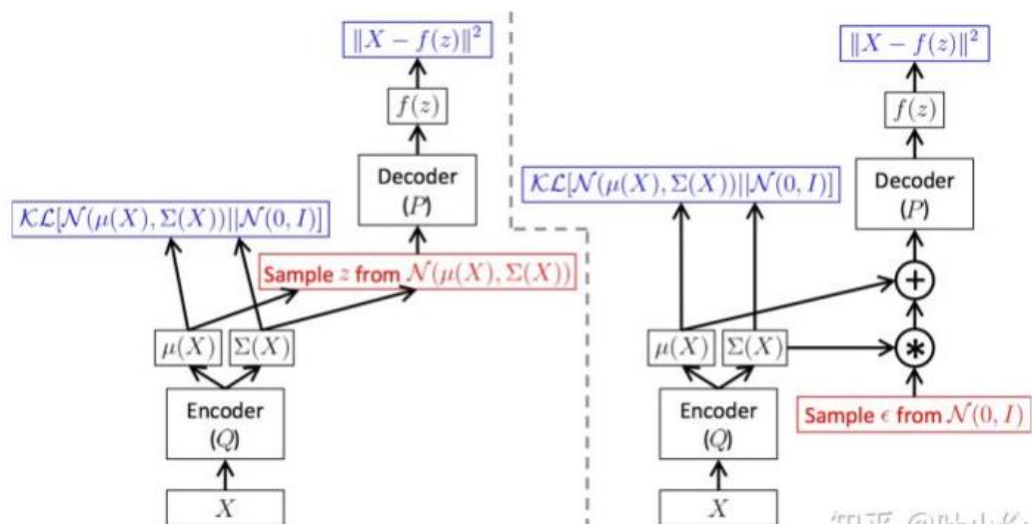 ‖X − f(z)‖²
f(z)
Decoder
(P)
𝒦ℒ[𝒩(μ(X), Σ(X))||𝒩(0, I)]
Sample z from 𝒩(μ(X), Σ(X))
μ(X)
Σ(X)
Encoder
(Q)
X
‖X − f(z)‖²
f(z)
Decoder
(P)
𝒦ℒ[𝒩(μ(X), Σ(X))||𝒩(0, I)]
+
μ(X)
Σ(X)
*
Sample ϵ from 𝒩(0, I)
Encoder
(Q)
X